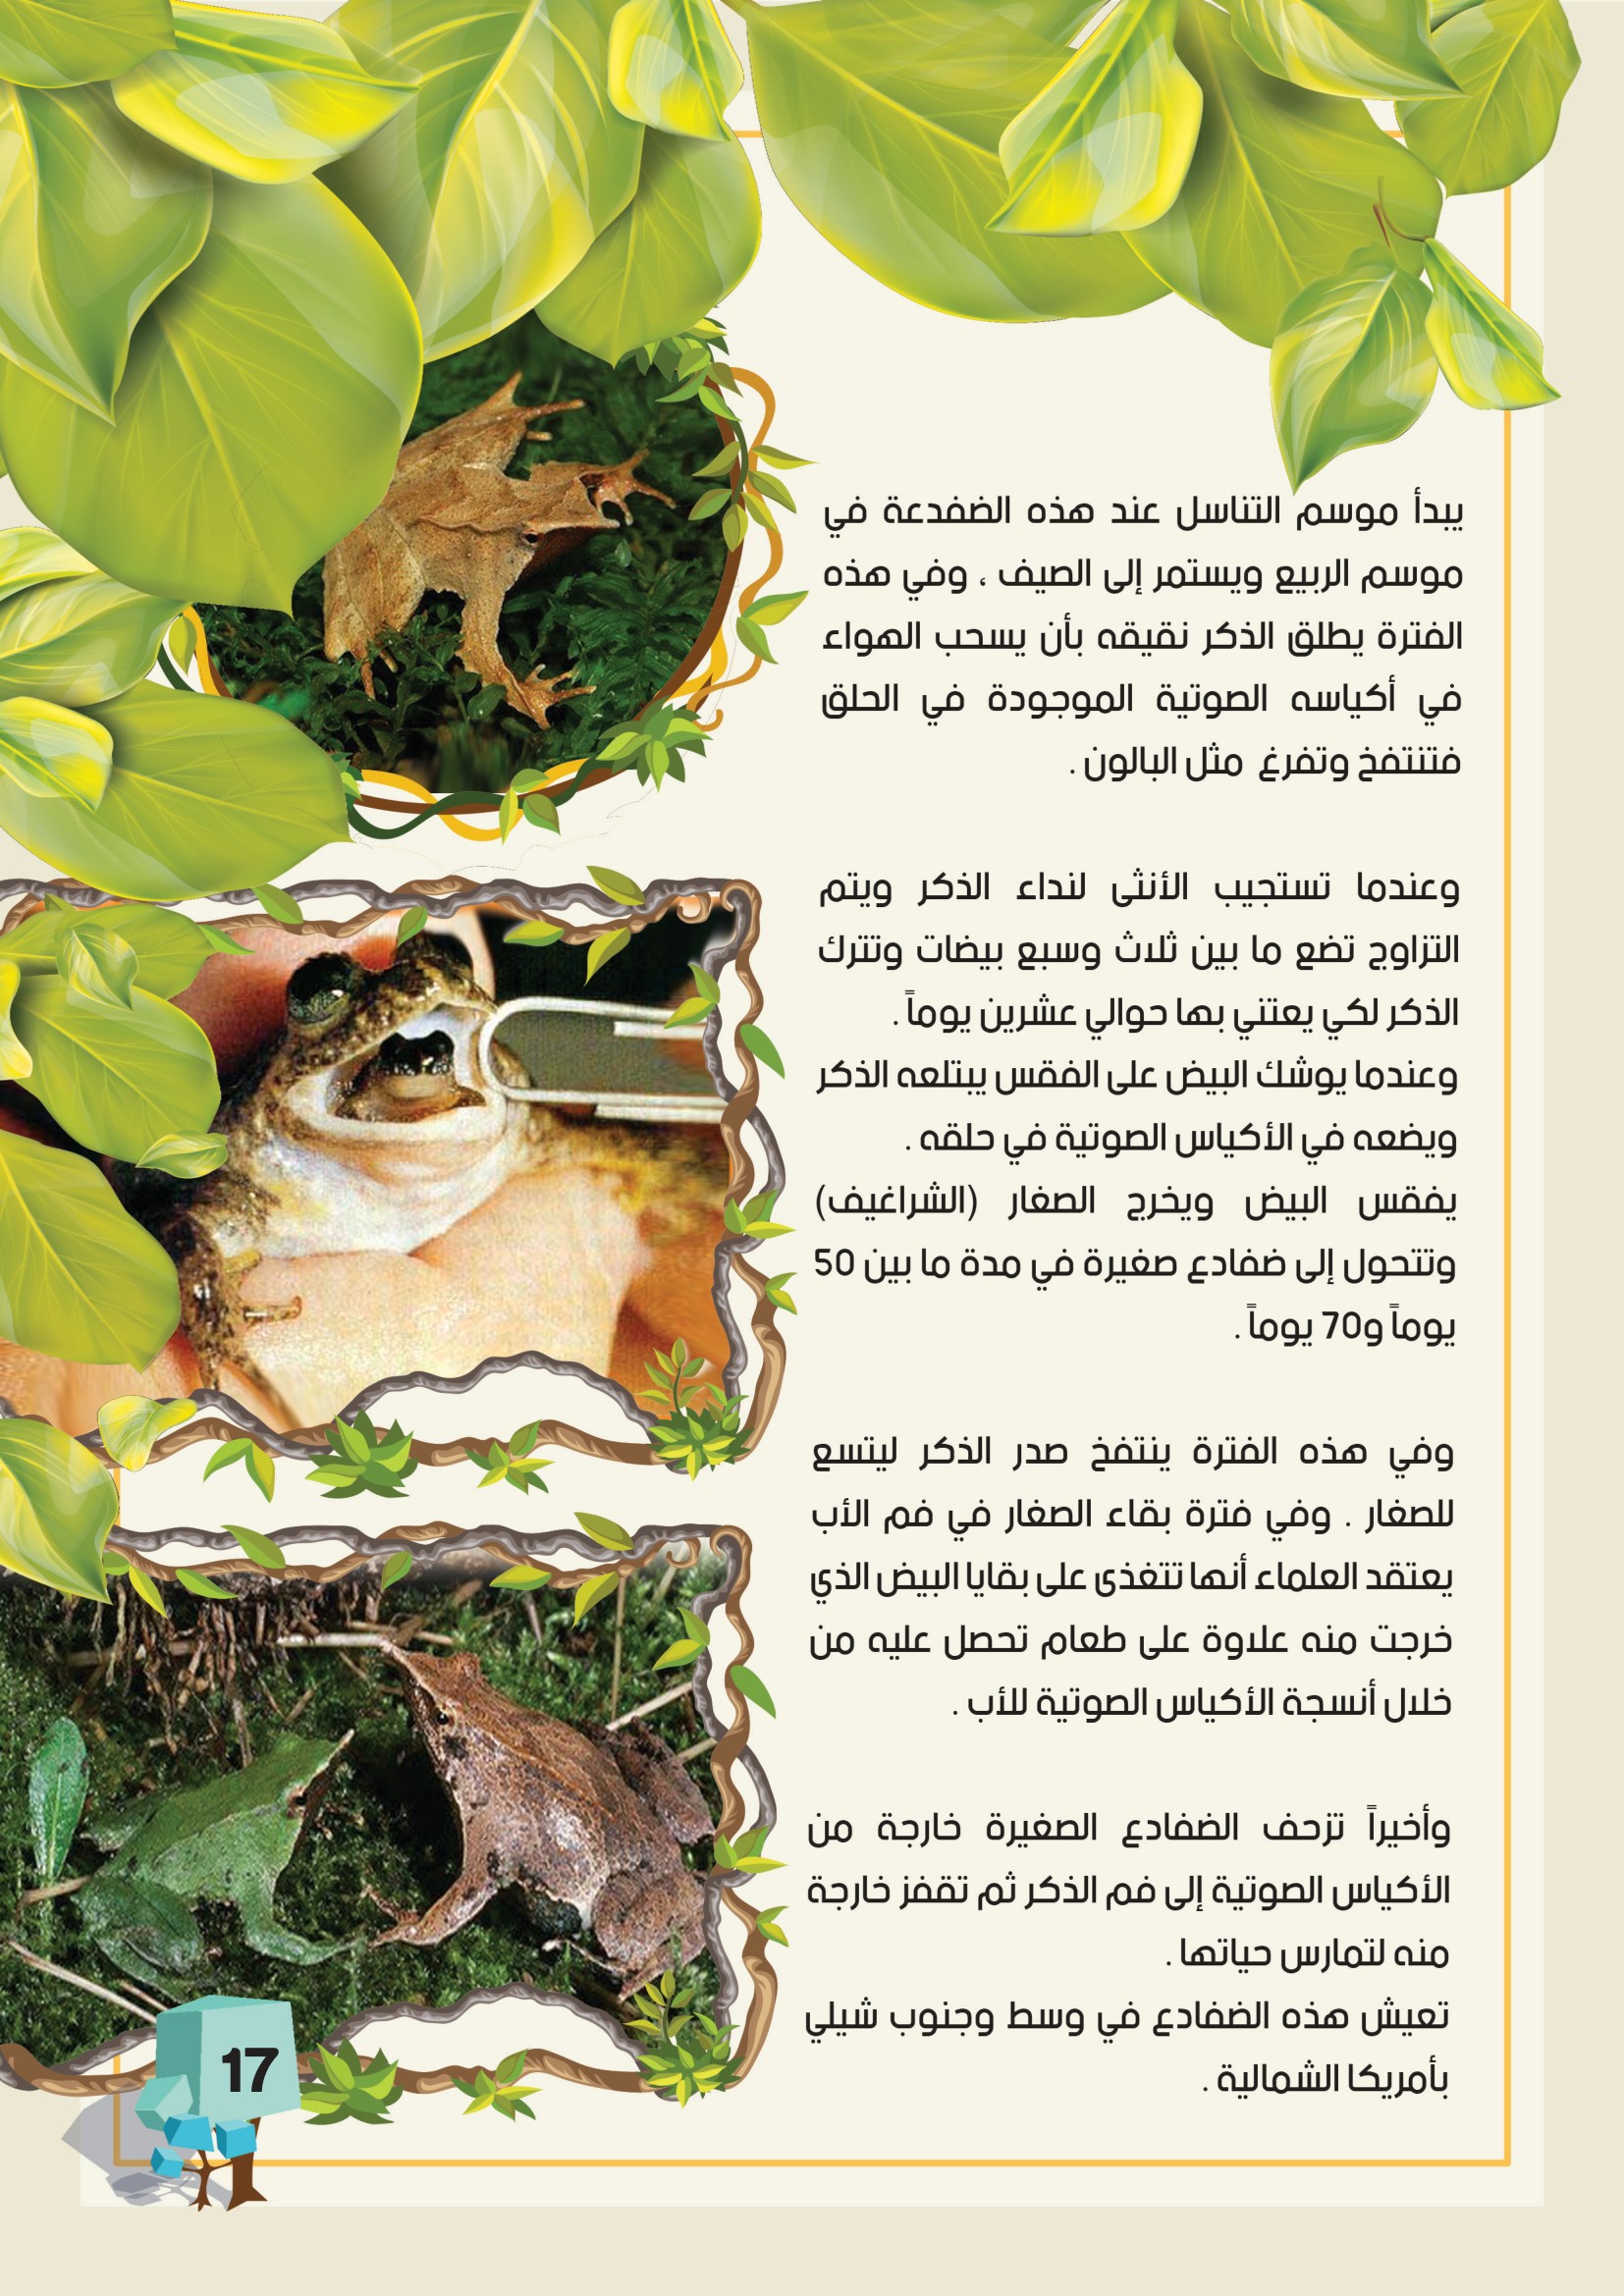 يبدأ موسم التناسل عند هذه الضفدعة في
موسم الربيع ويستمر إلى الصيف ، وفي هذه
الفترة يطلق الذكر نقيقه بأن يسحب الهواء
في أكياسه الصوتية الموجودة في الحلق
فتنتفخ وتفرغ مثل البالون .
وعندما تستجيب الأنثى لنداء الذكر ويتم
التزاوج تضع ما بين ثلاث وسبع بيضات وتترك
الذكر لكي يعتني بها حوالي عشرين يوماً .
وعندما يوشك البيض على الفقس يبتلعه الذكر
ويضعه في الأكياس الصوتية في حلقه .
يفقس البيض ويخرج الصغار (الشراغيف)
وتتحول إلى ضفادع صغيرة في مدة ما بين 50
يوماً و70 يوماً .
وفي هذه الفترة ينتفخ صدر الذكر ليتسع
للصغار . وفي فترة بقاء الصغار في فم الأب
يعتقد العلماء أنها تتغذى على بقايا البيض الذي
خرجت منه علاوة على طعام تحصل عليه من
خلال أنسجة الأكياس الصوتية للأب .
وأخيراً تزحف الضفادع الصغيرة خارجة من
الأكياس الصوتية إلى فم الذكر ثم تقفز خارجة
منه لتمارس حياتها .
تعيش هذه الضفادع في وسط وجنوب شيلي
بأمريكا الشمالية .
17